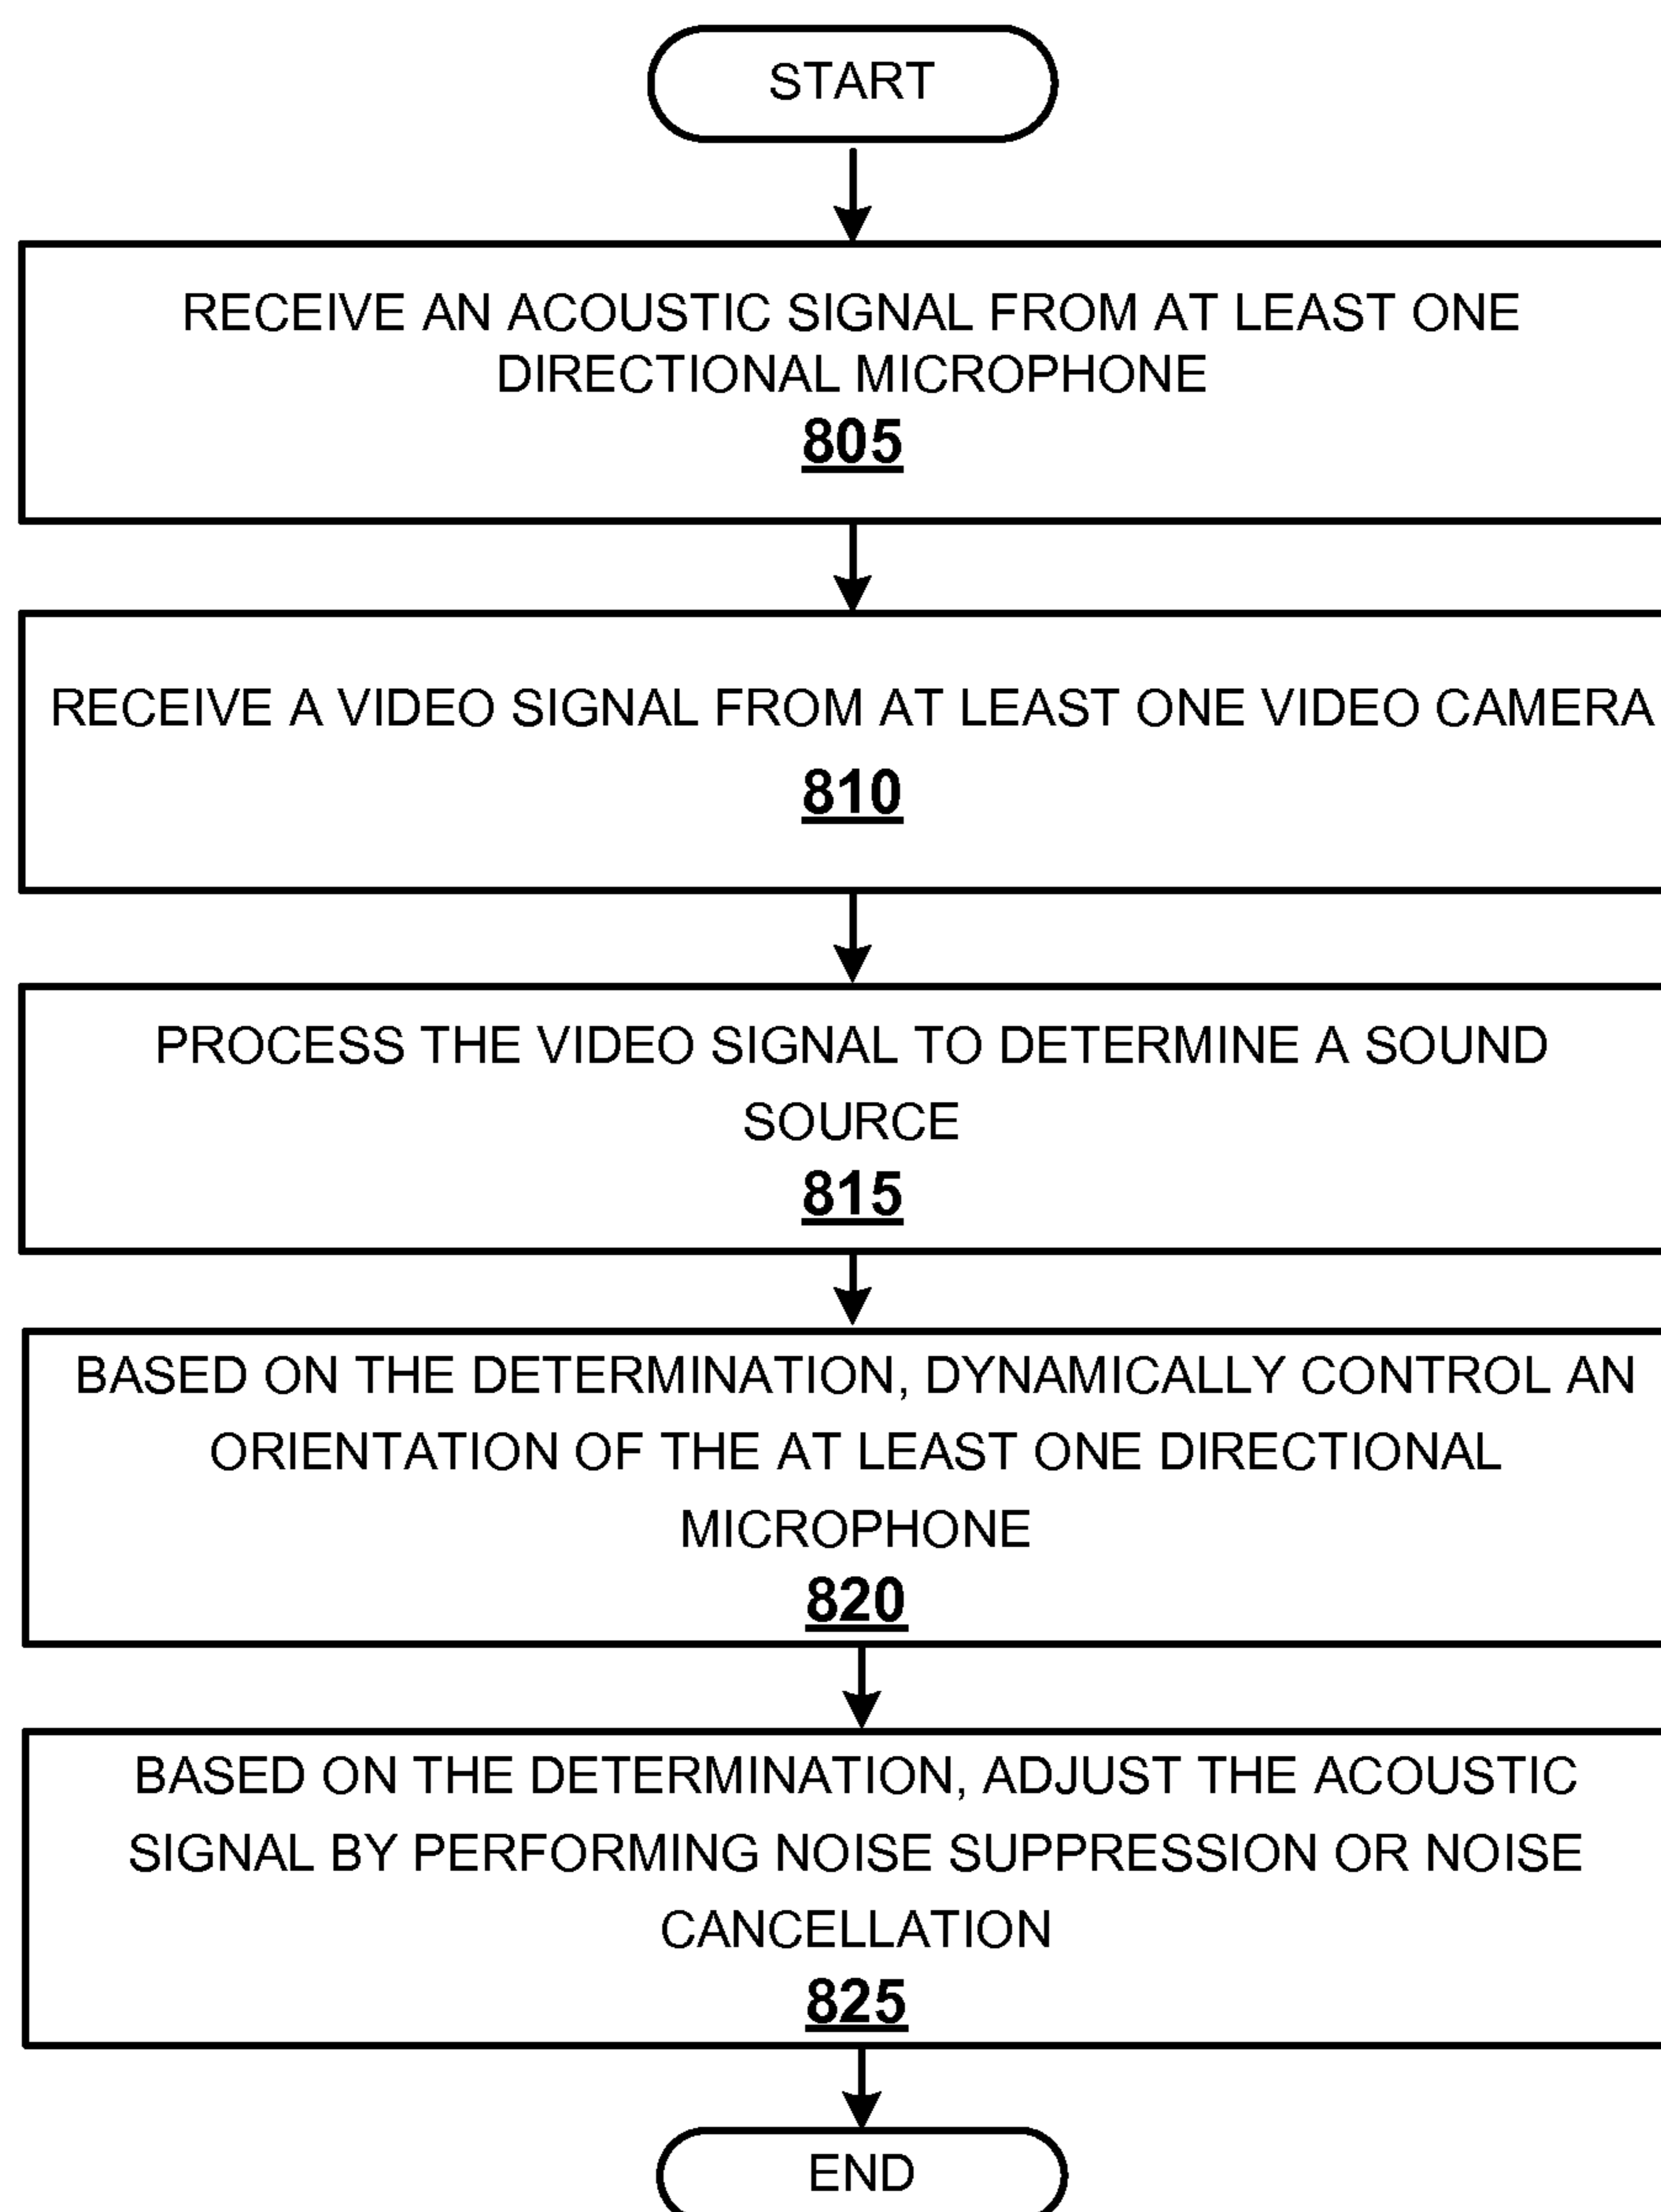 START
RECEIVE AN ACOUSTIC SIGNAL FROM AT LEAST ONE
DIRECTIONAL MICROPHONE
805
RECEIVE A VIDEO SIGNAL FROM AT LEAST ONE VIDEO CAMERA
810
PROCESS THE VIDEO SIGNAL TO DETERMINE A SOUND
SOURCE
815
BASED ON THE DETERMINATION, DYNAMICALLY CONTROL AN
ORIENTATION OF THE AT LEAST ONE DIRECTIONAL
MICROPHONE
820
BASED ON THE DETERMINATION, ADJUST THE ACOUSTIC
SIGNAL BY PERFORMING NOISE SUPPRESSION OR NOISE
CANCELLATION
825
END